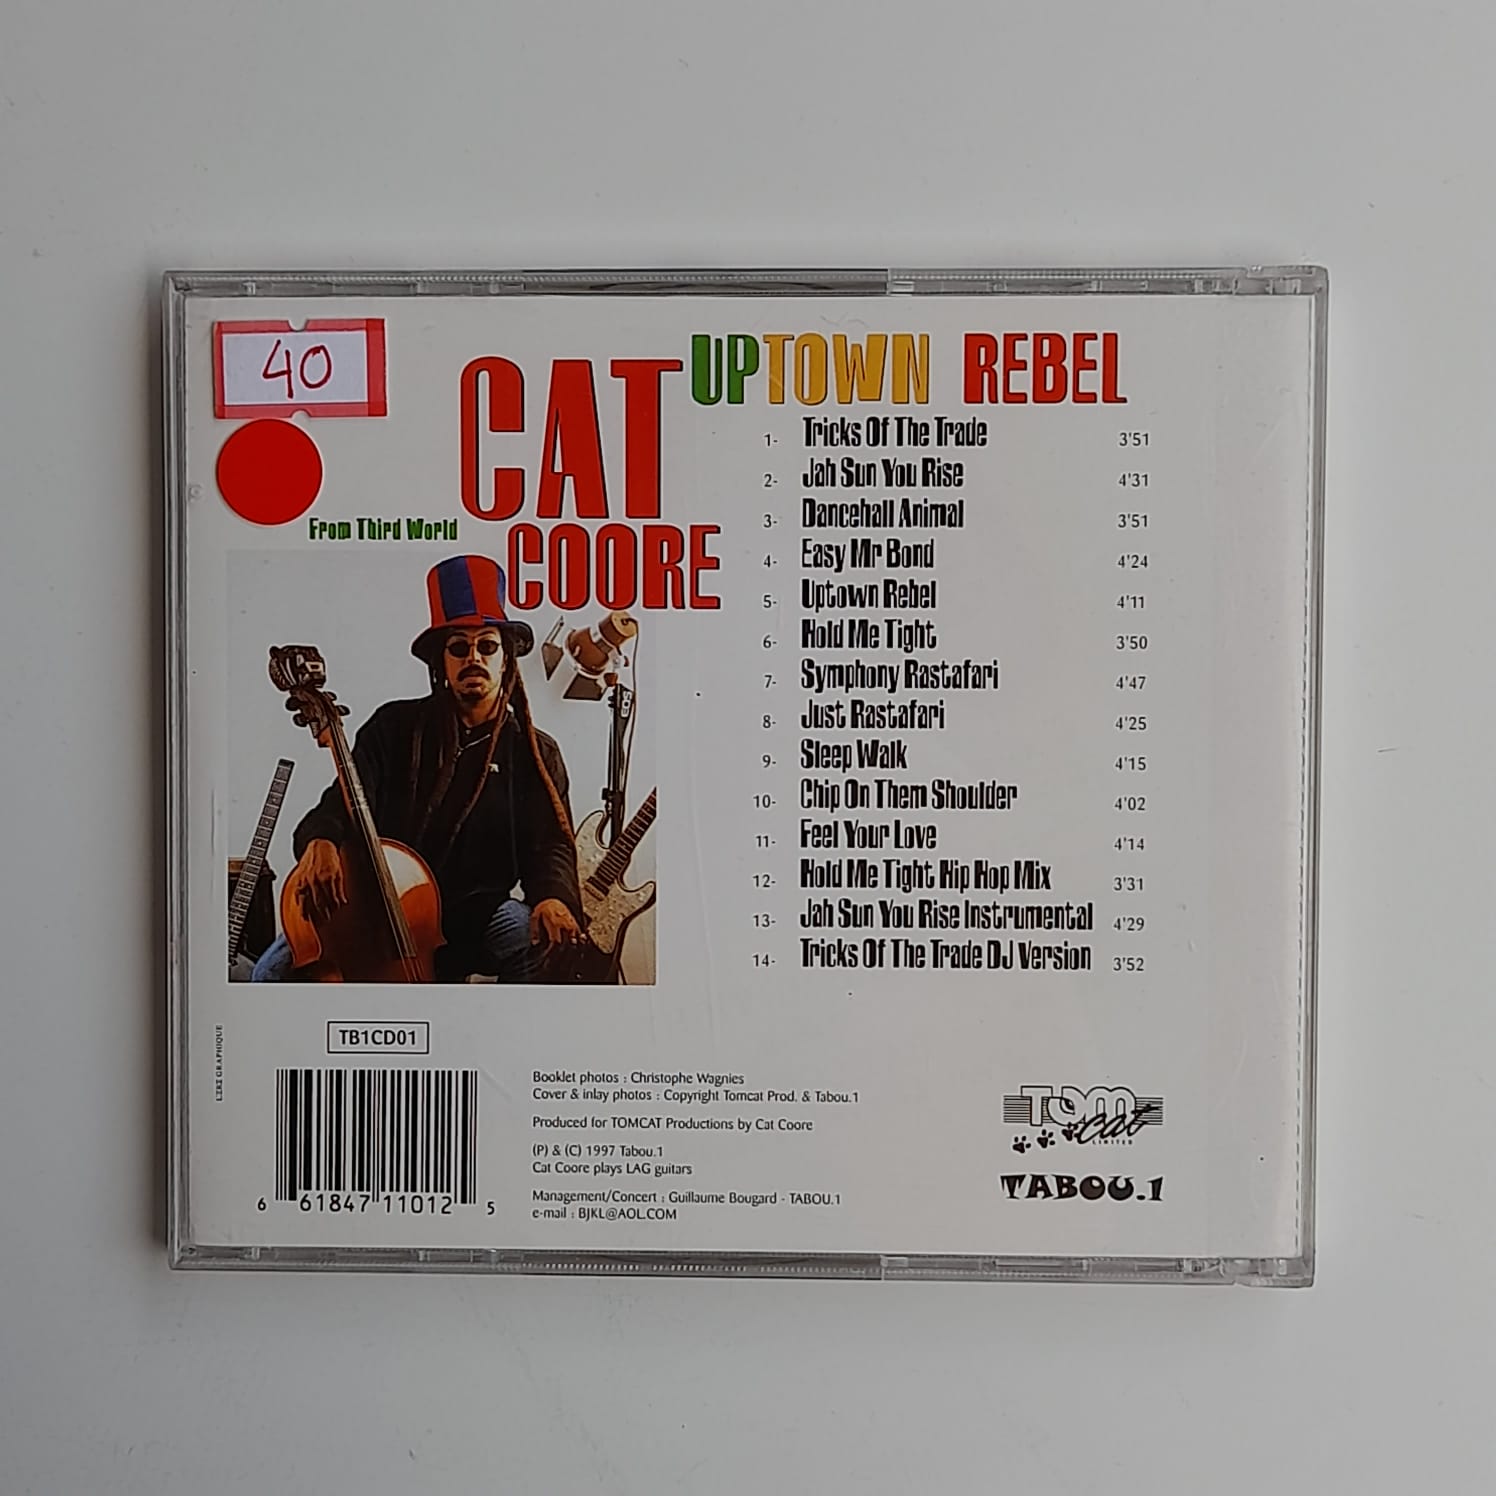 40
UPTOWN REBEL
From Third World
CAT
COORE
1- Tricks Of The Trade 3'51
2- Jah Sun You Rise 4'31
3- Dancehall Animal 3'51
4- Easy Mr Bond 4'24
5- Uptown Rebel 4'11
6- Hold Me Tight 3'50
7- Symphony Rastafari 4'47
8- Just Rastafari 4'25
9- Sleep Walk 4'15
10- Chip On Them Shoulder 4'02
11- Feel Your Love 4'14
12- Hold Me Tight Hip Hop Mix 3'31
13- Jah Sun You Rise Instrumental 4'29
14- Tricks Of The Trade DJ Version 3'52
TB1CD01
6 61847 11012 5
Booklet photos : Christophe Wagnies
Cover & inlay photos : Copyright Tomcat Prod. & Tabou.1
Produced for TOMCAT Productions by Cat Coore
(P) & (C) 1997 Tabou.1
Cat Coore plays LAG guitars
Management/Concert : Guillaume Bougard - TABOU.1
e-mail : BJKL@AOL.COM
TOM
cat
LIMITED
TABOU.1